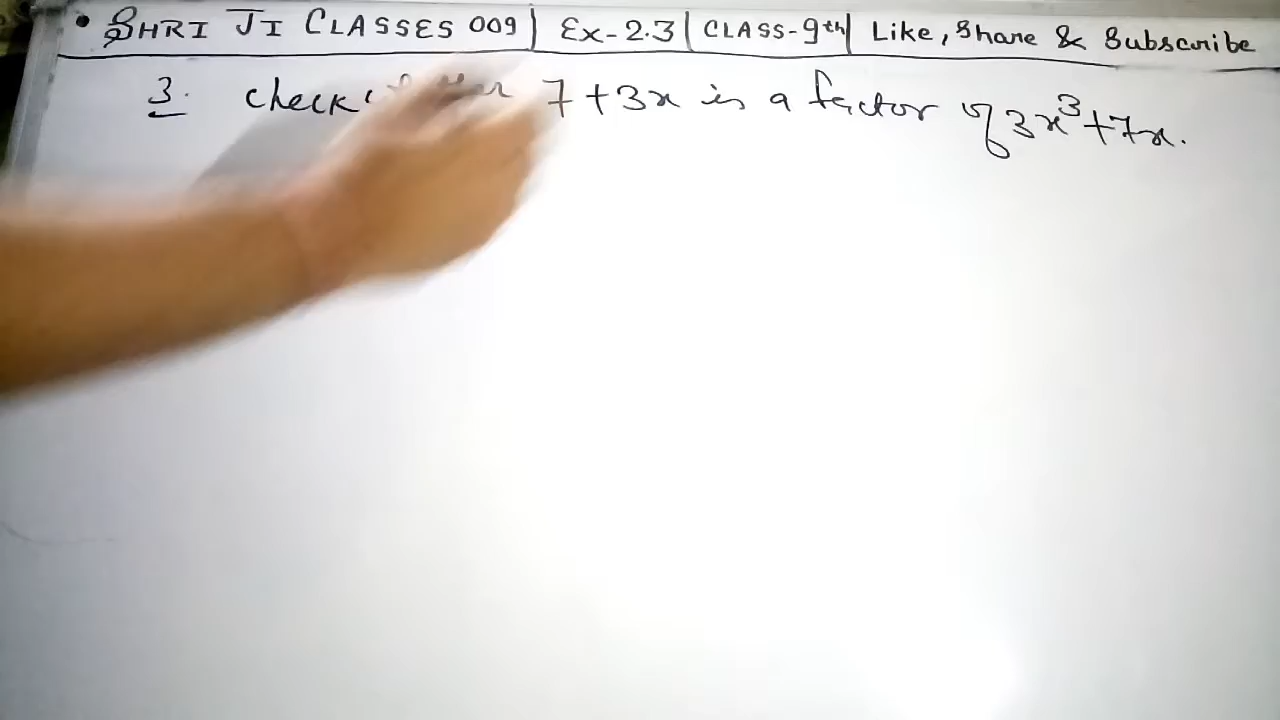 • SHRI JI CLASSES 009| Ex-2.3| CLASS-9th| Like, Share & Subscribe
3. check 7+3x is a factor of 3x³+7x.